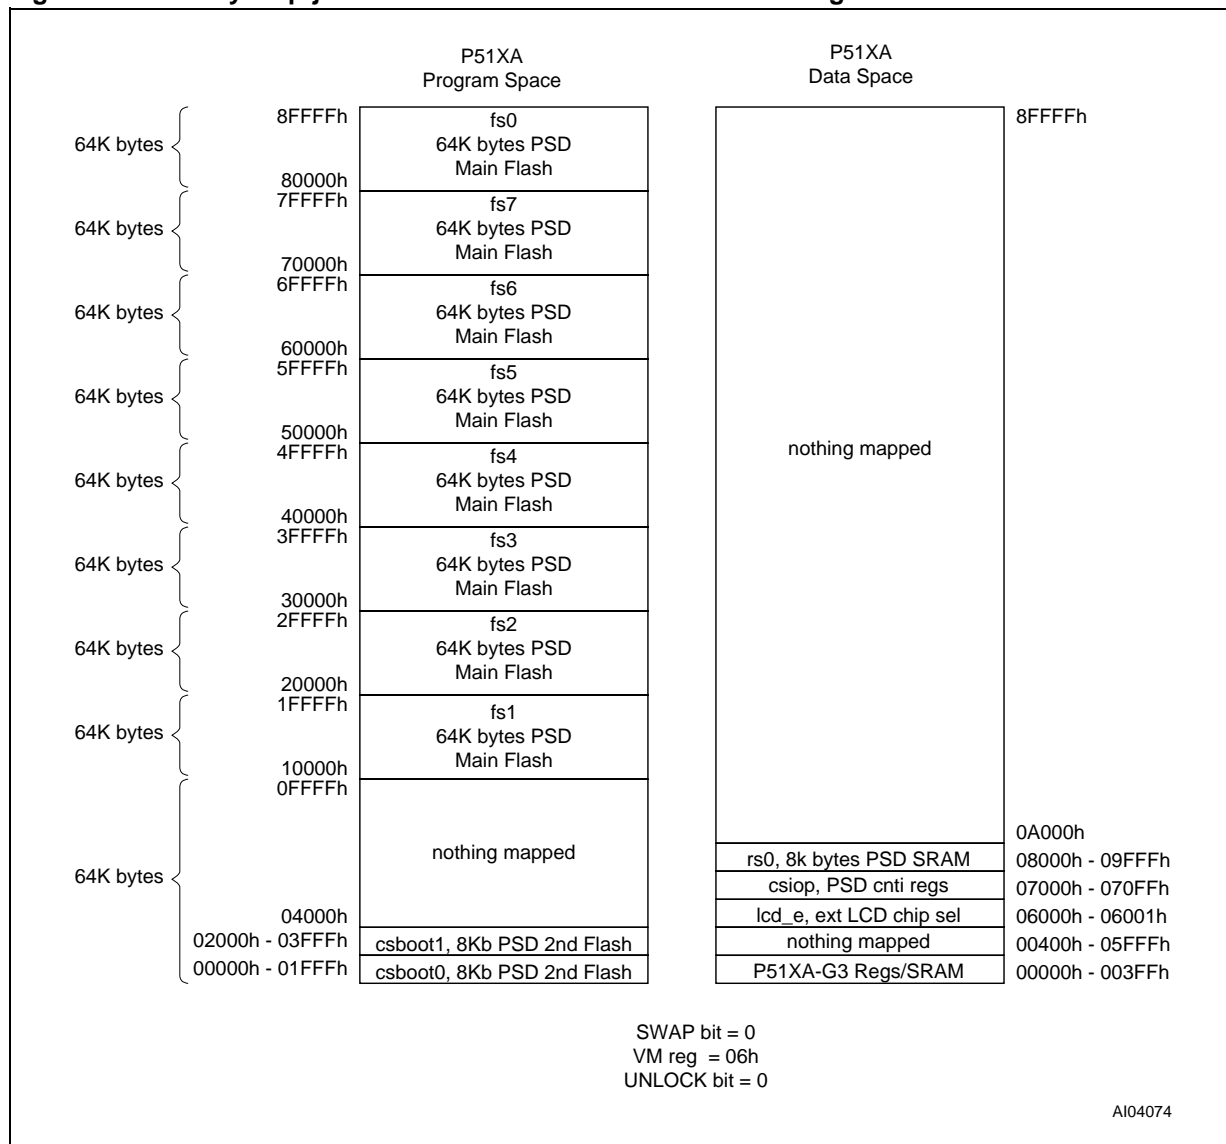 P51XA
Program Space
P51XA
Data Space
8FFFFh
64K bytes
80000h
fs0
64K bytes PSD
Main Flash
7FFFFh
64K bytes
70000h
fs7
64K bytes PSD
Main Flash
6FFFFh
64K bytes
60000h
fs6
64K bytes PSD
Main Flash
5FFFFh
64K bytes
50000h
fs5
64K bytes PSD
Main Flash
4FFFFh
64K bytes
40000h
fs4
64K bytes PSD
Main Flash
3FFFFh
64K bytes
30000h
fs3
64K bytes PSD
Main Flash
2FFFFh
64K bytes
20000h
fs2
64K bytes PSD
Main Flash
1FFFFh
64K bytes
10000h
fs1
64K bytes PSD
Main Flash
0FFFFh
64K bytes
04000h
nothing mapped
02000h - 03FFFh
csboot1, 8Kb PSD 2nd Flash
00000h - 01FFFh
csboot0, 8Kb PSD 2nd Flash
8FFFFh
nothing mapped
0A000h
rs0, 8k bytes PSD SRAM
08000h - 09FFFh
csiop, PSD cnti regs
07000h - 070FFh
lcd_e, ext LCD chip sel
06000h - 06001h
nothing mapped
00400h - 05FFFh
P51XA-G3 Regs/SRAM
00000h - 003FFh
SWAP bit = 0
VM reg = 06h
UNLOCK bit = 0
AI04074